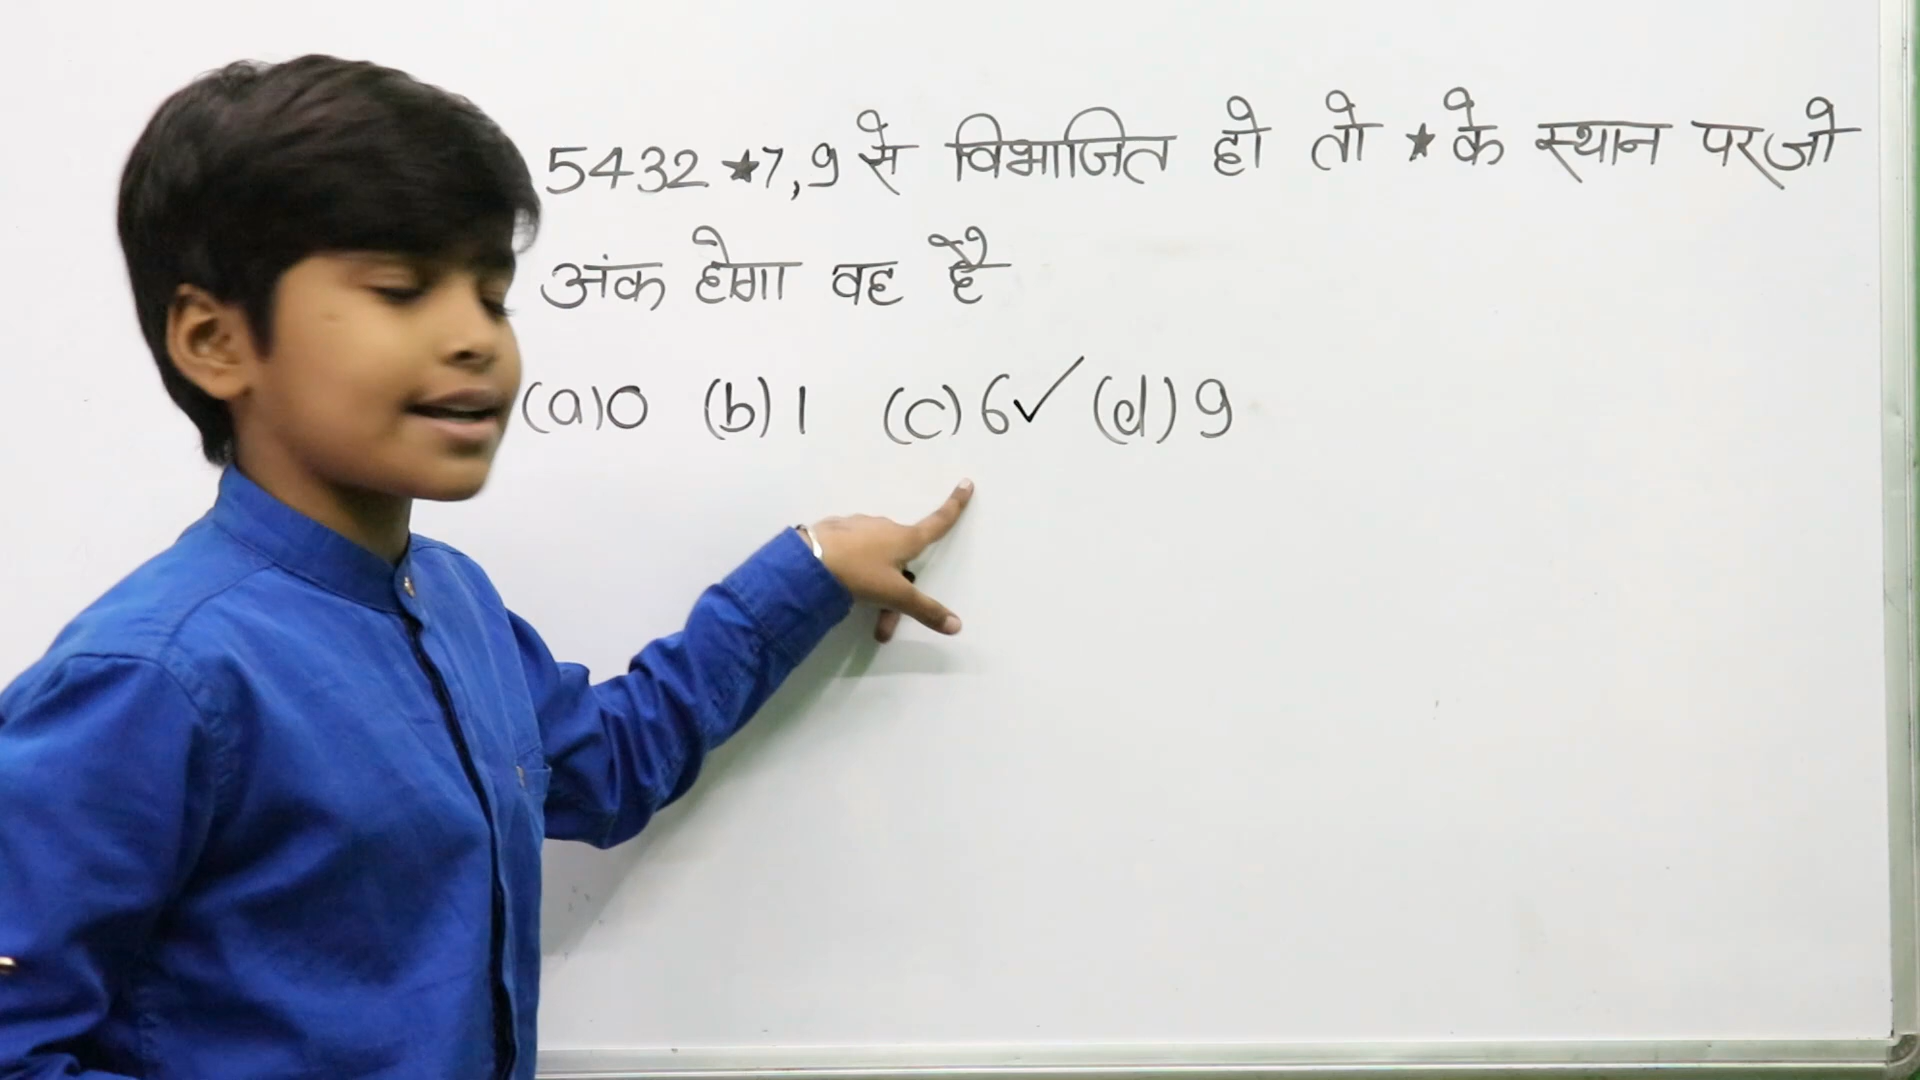 5432★7,9 से विभाजित हो तो ★ के स्थान पर जो
अंक होगा वह है
(a) 0 (b) 1 (c) 6 ✓ (d) 9